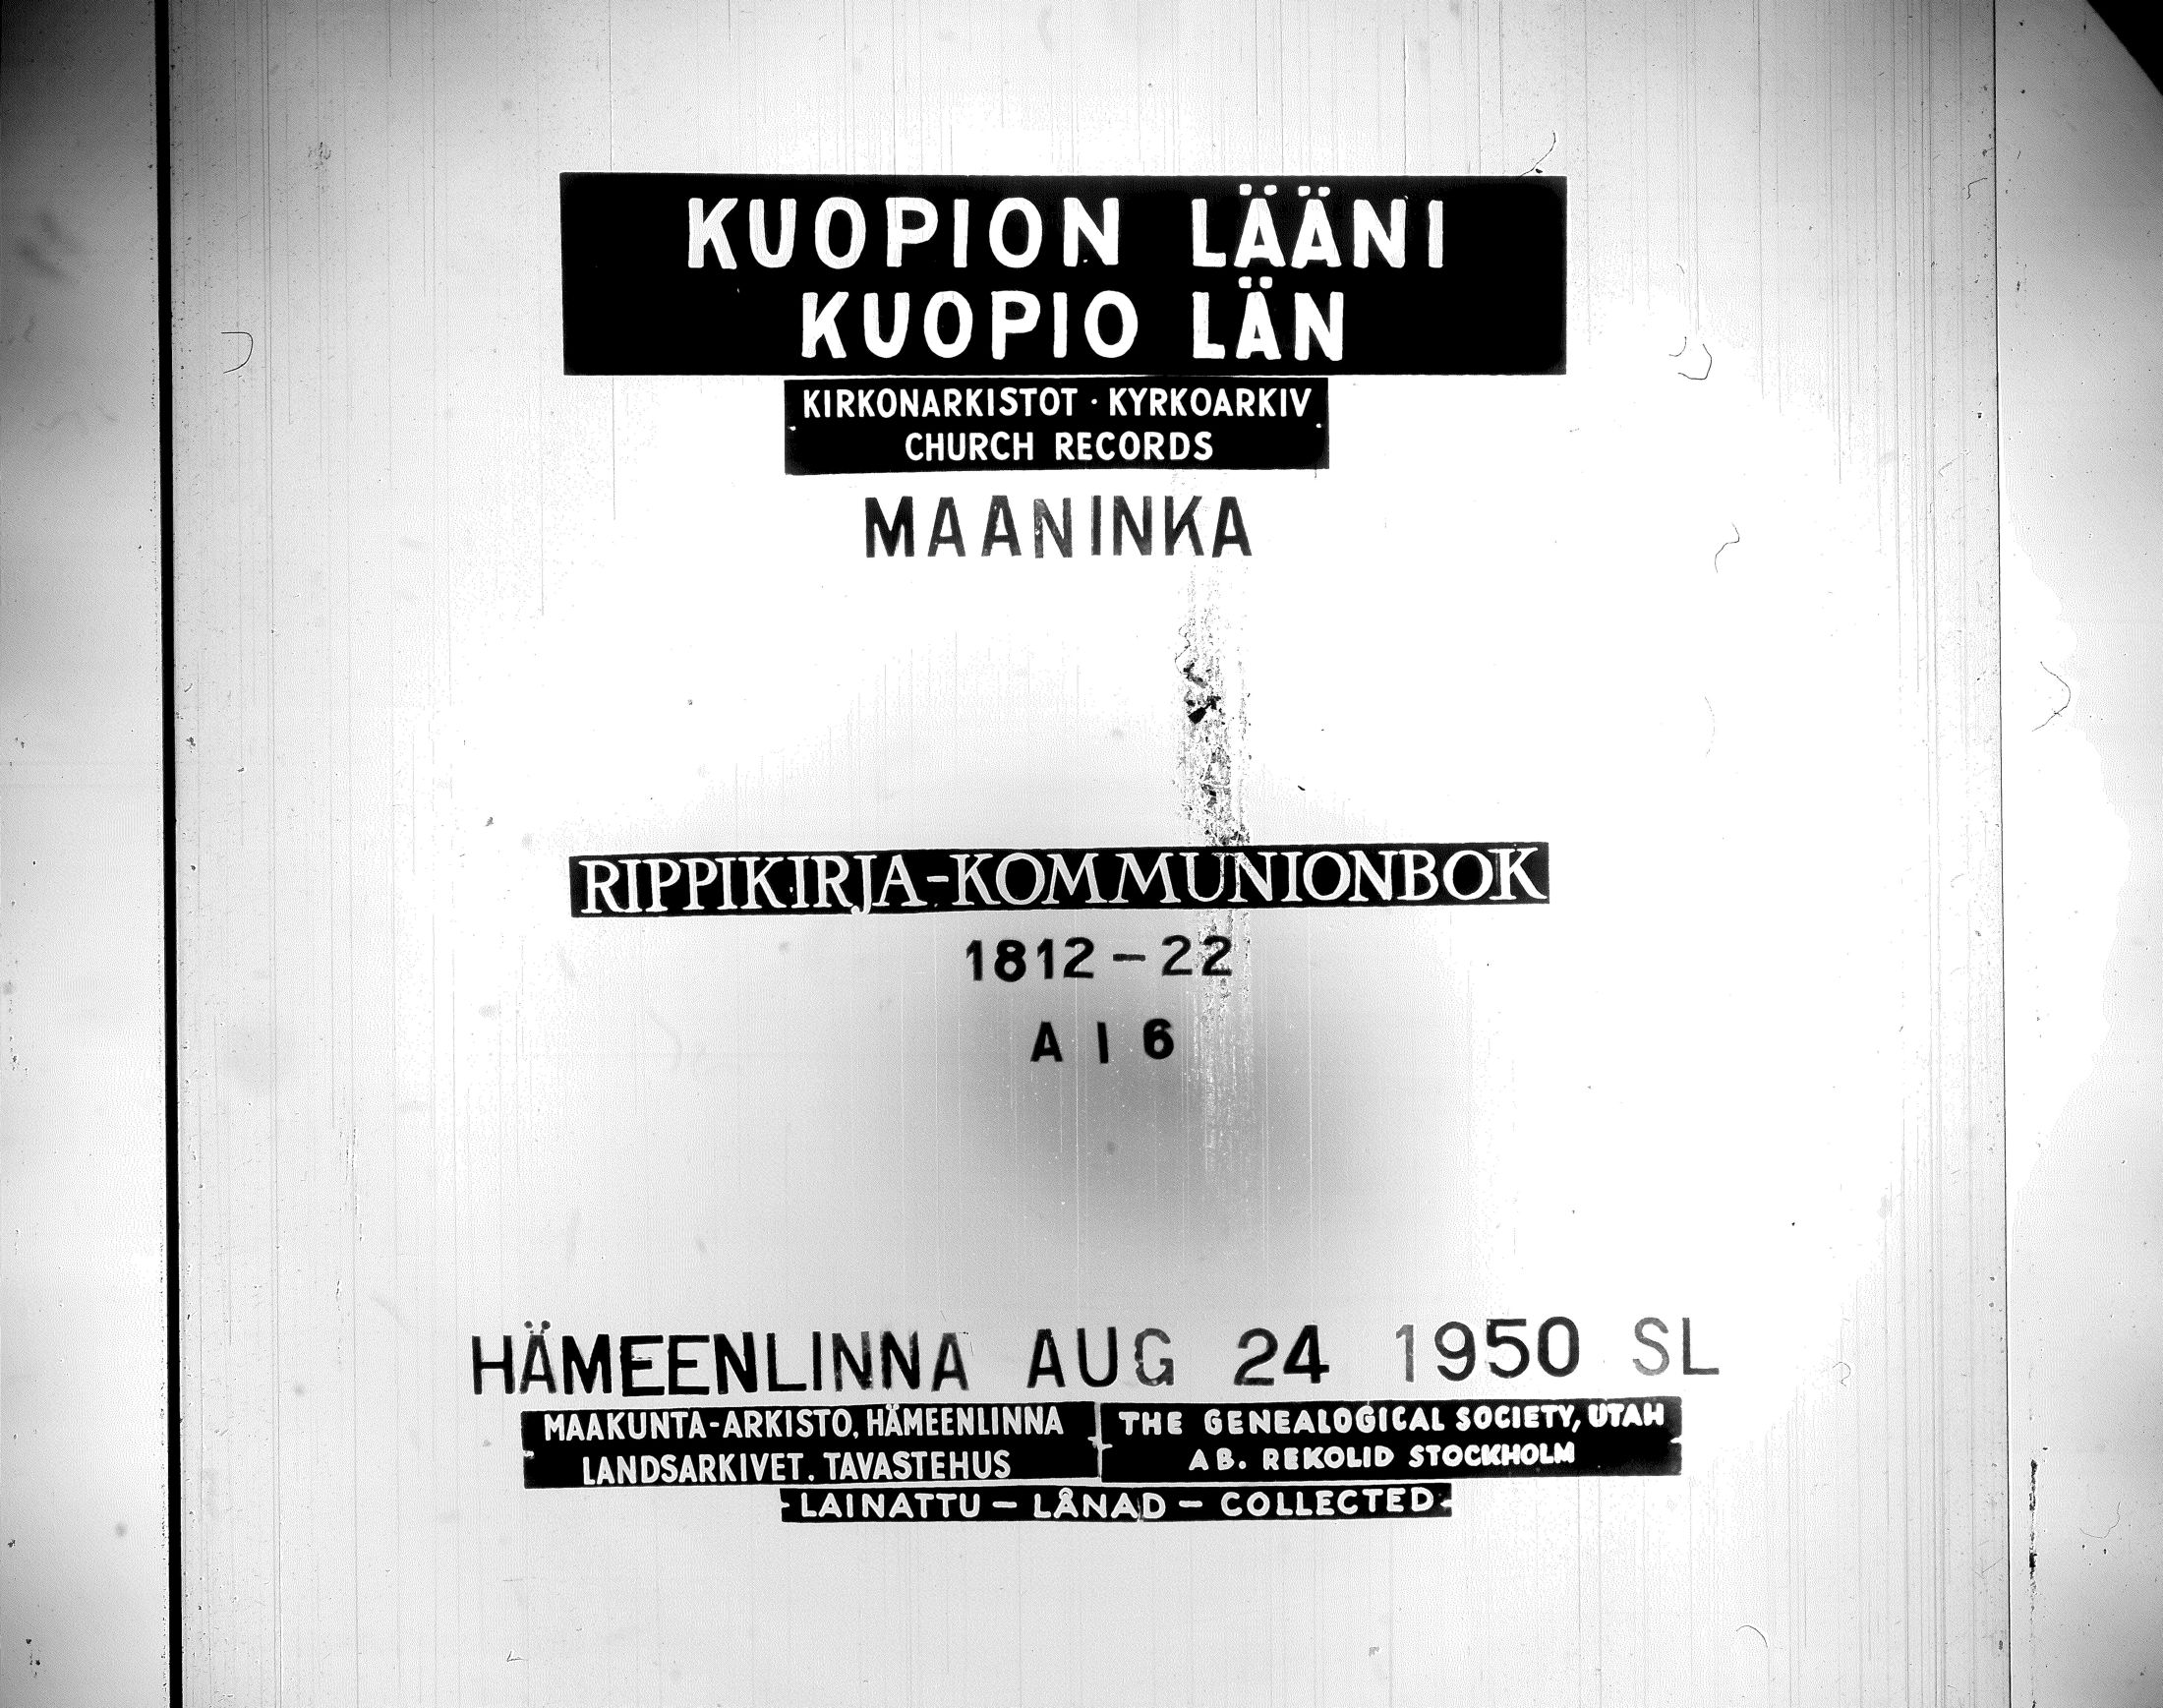 KUOPION LÄÄNI
KUOPIO LÄN
KIRKONARKISTOT · KYRKOARKIV
CHURCH RECORDS
MAANINKA
RIPPIKIRJA-KOMMUNIONBOK
1812-22
A I 6
HÄMEENLINNA AUG 24 1950 SL
MAAKUNTA-ARKISTO, HÄMEENLINNA
LANDSARKIVET. TAVASTEHUS
THE GENEALOGICAL SOCIETY, UTAH
AB. REKOLID STOCKHOLM
LAINATTU - LÅNAD - COLLECTED